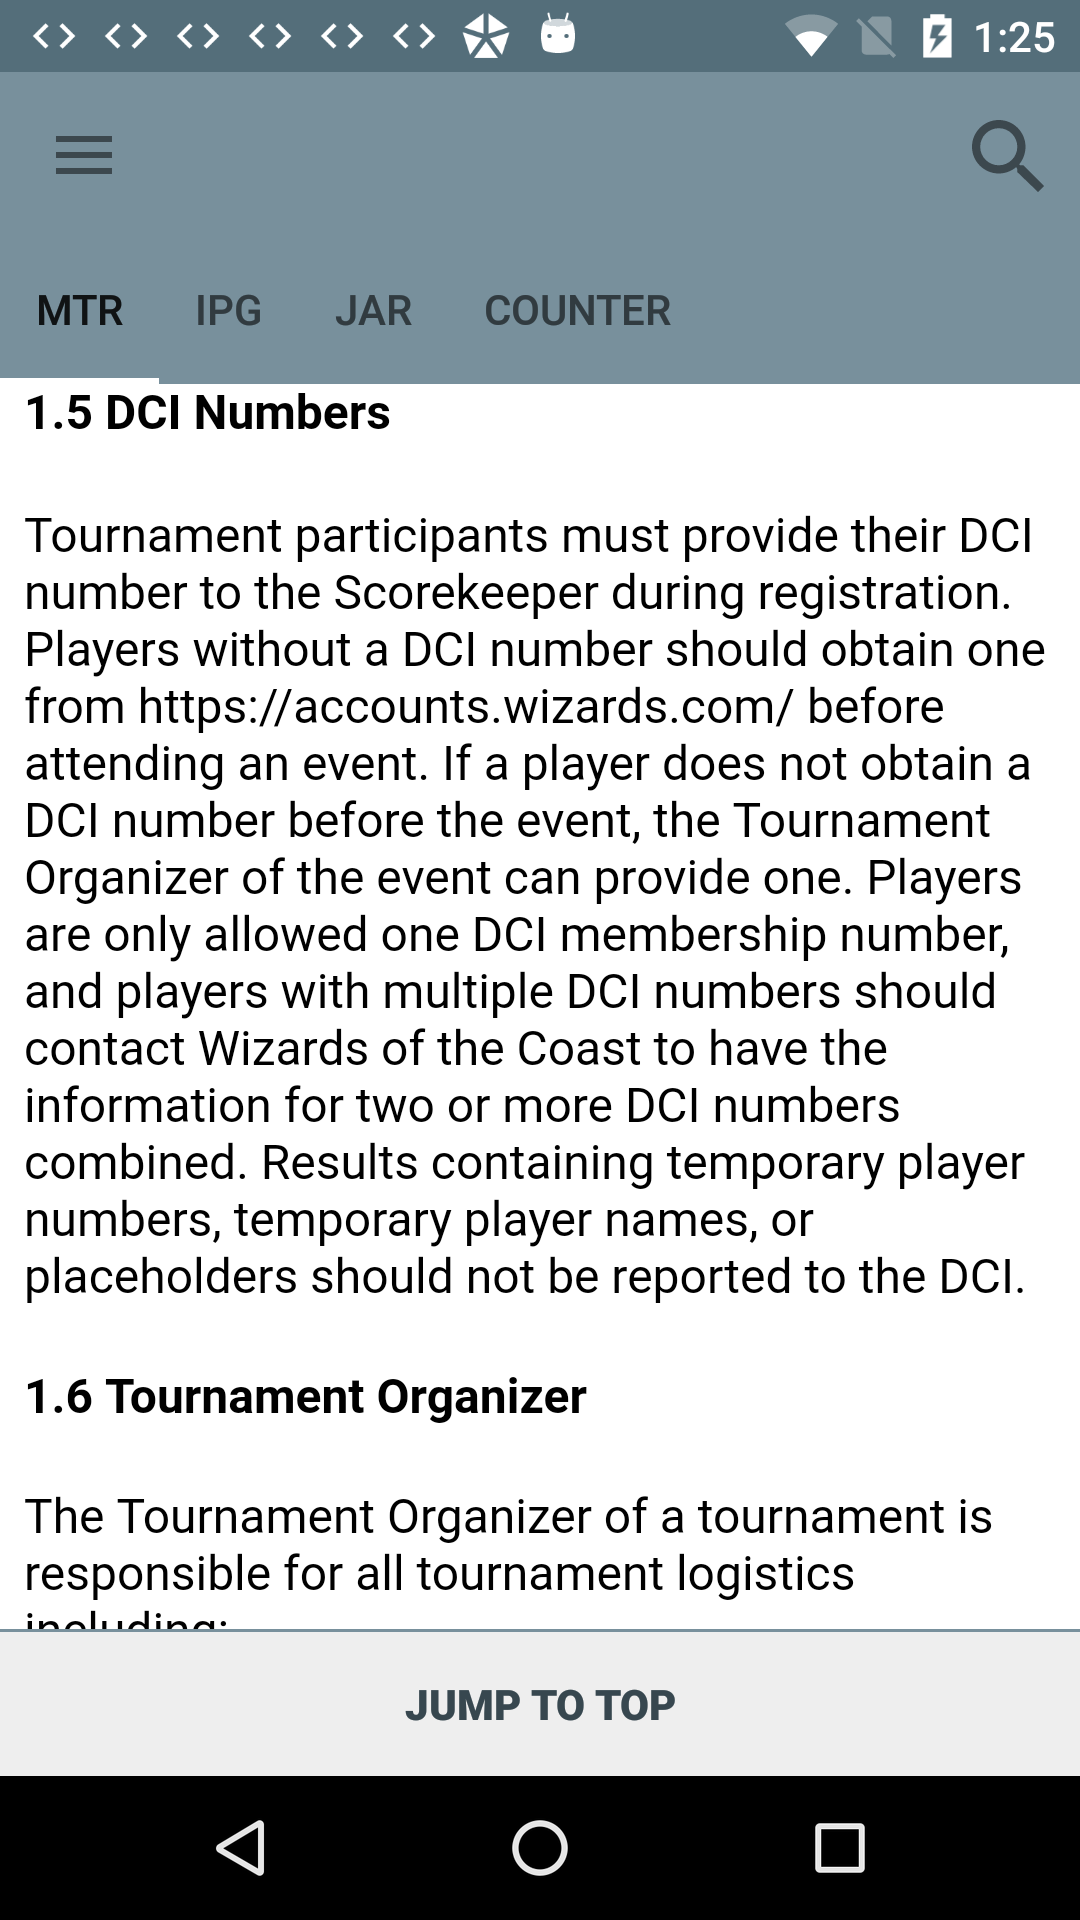 1:25
MTR IPG JAR COUNTER
1.5 DCI Numbers
Tournament participants must provide their DCI
number to the Scorekeeper during registration.
Players without a DCI number should obtain one
from https://accounts.wizards.com/ before
attending an event. If a player does not obtain a
DCI number before the event, the Tournament
Organizer of the event can provide one. Players
are only allowed one DCI membership number,
and players with multiple DCI numbers should
contact Wizards of the Coast to have the
information for two or more DCI numbers
combined. Results containing temporary player
numbers, temporary player names, or
placeholders should not be reported to the DCI.
1.6 Tournament Organizer
The Tournament Organizer of a tournament is
responsible for all tournament logistics
including:
JUMP TO TOP